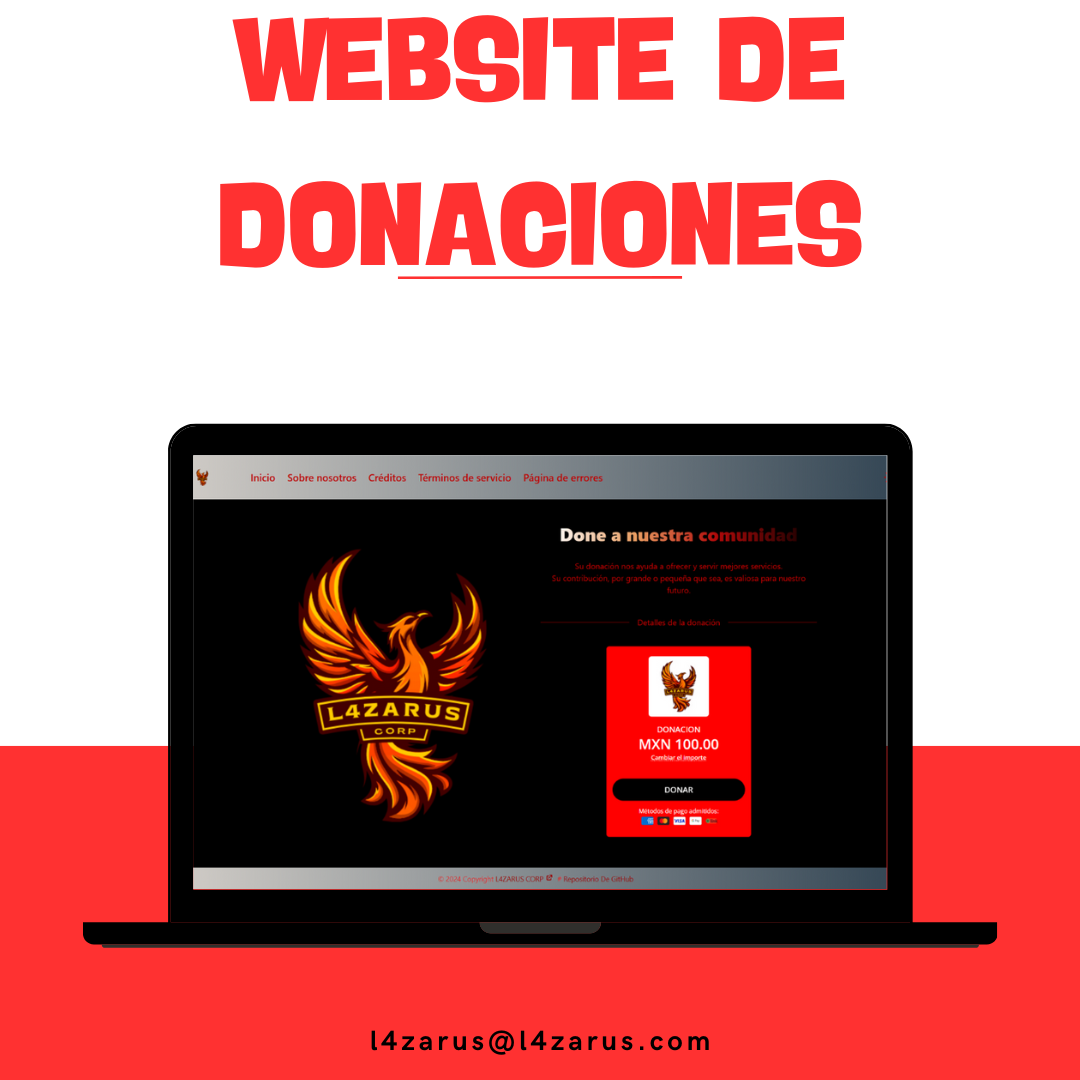 WEBSITE DE
DONACIONES
Inicio Sobre nosotros Créditos Términos de servicio Página de errores
Done a nuestra comunidad
Su donación nos ayuda a ofrecer y servir mejores servicios.
Su contribución, por grande o pequeña que sea, es valiosa para nuestro
futuro.
Detalles de la donación
L4ZARUS
CORP
DONACION
MXN 100.00
Cambiar el importe
DONAR
Métodos de pago admitidos:
VISA
© 2024 Copyright L4ZARUS CORP # Repositorio De GitHub
l4zarus@l4zarus.com